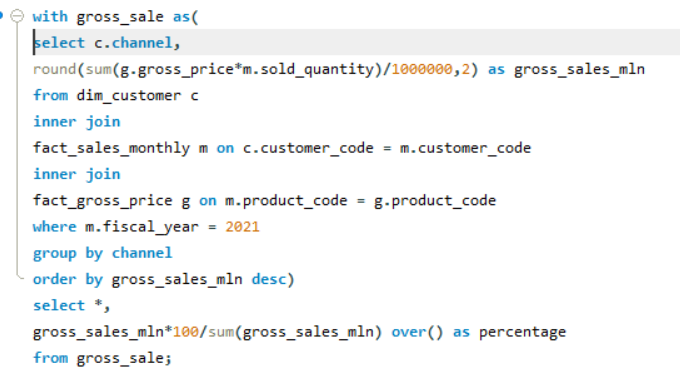 with gross_sale as(
select c.channel,
round(sum(g.gross_price*m.sold_quantity)/1000000,2) as gross_sales_mln
from dim_customer c
inner join
fact_sales_monthly m on c.customer_code = m.customer_code
inner join
fact_gross_price g on m.product_code = g.product_code
where m.fiscal_year = 2021
group by channel
order by gross_sales_mln desc)
select *,
gross_sales_mln*100/sum(gross_sales_mln) over() as percentage
from gross_sale;